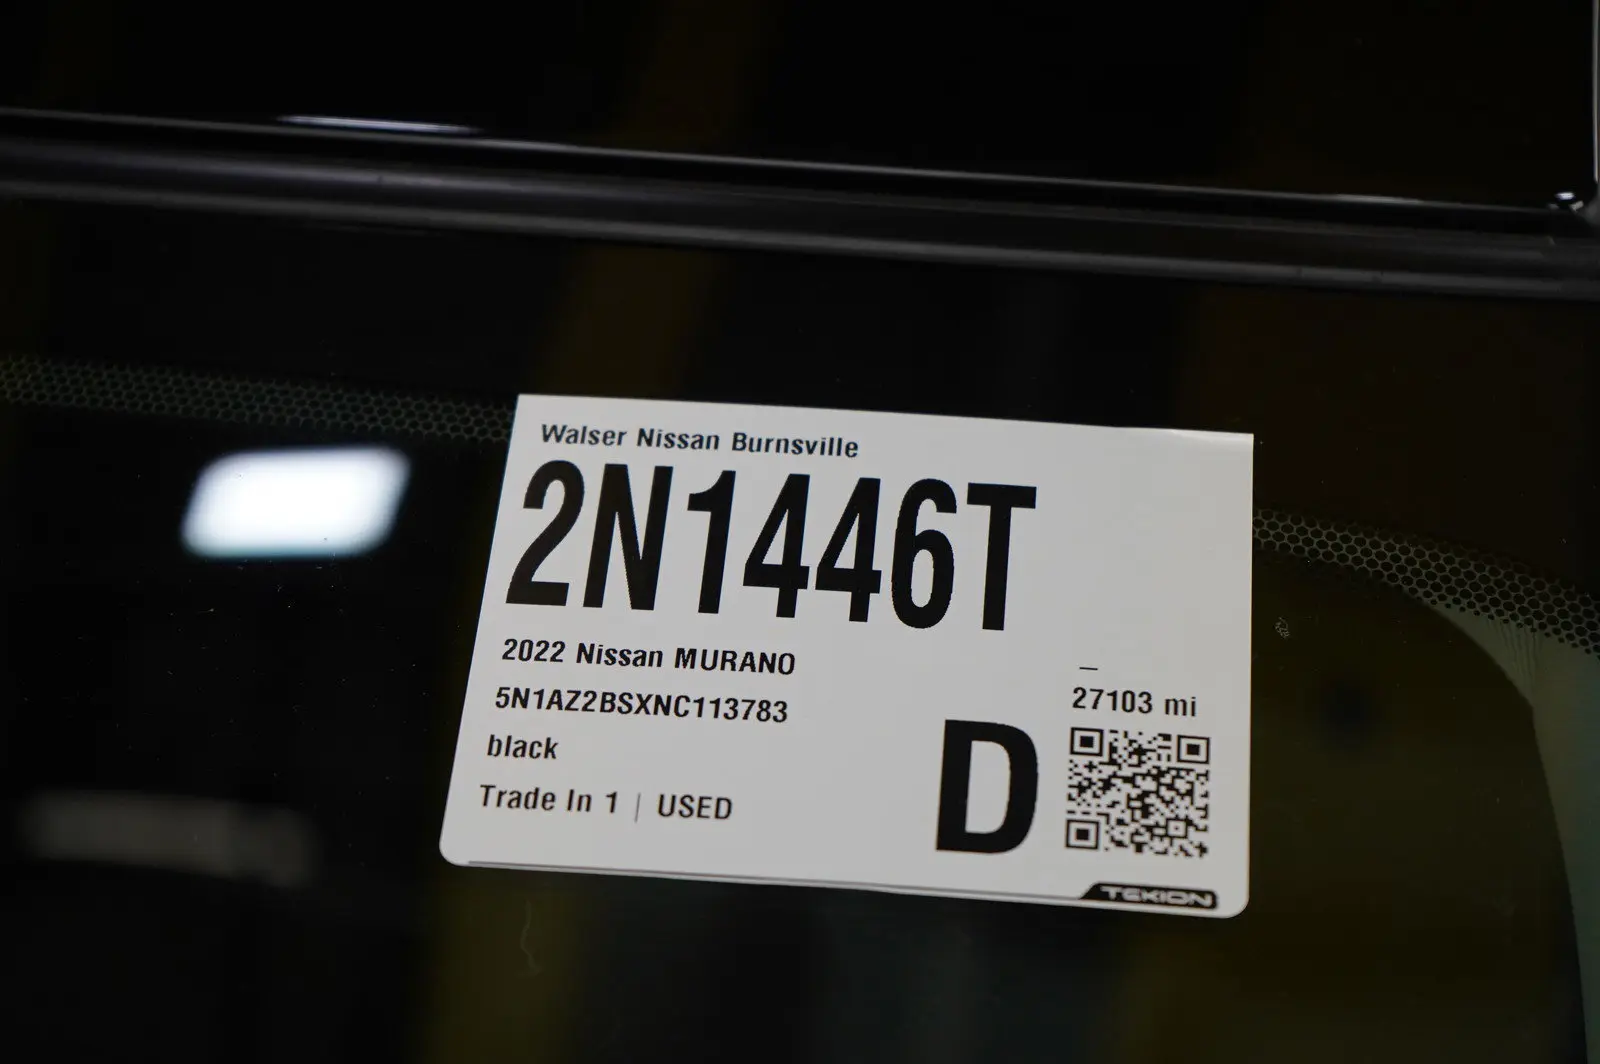 Walser Nissan Burnsville
2N1446T
2022 Nissan MURANO
5N1AZ2BSXNC113783
black
Trade In 1 | USED
–
27103 mi
D
TEKION